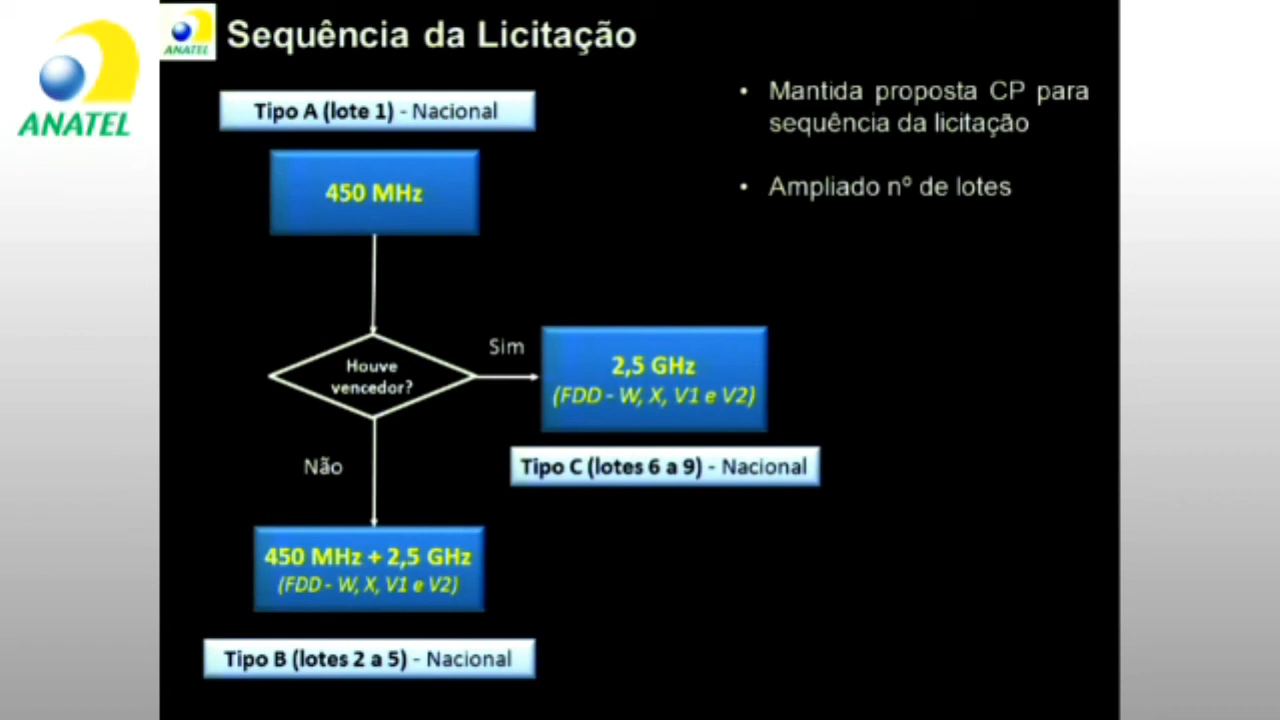 ANATEL
ANATEL
Sequência da Licitação
Tipo A (lote 1) - Nacional
450 MHz
Houve
vencedor?
Sim
2,5 GHz
(FDD - W, X, V1 e V2)
Tipo C (lotes 6 a 9) - Nacional
Não
450 MHz + 2,5 GHz
(FDD - W, X, V1 e V2)
Tipo B (lotes 2 a 5) - Nacional
• Mantida proposta CP para
sequência da licitação
• Ampliado nº de lotes